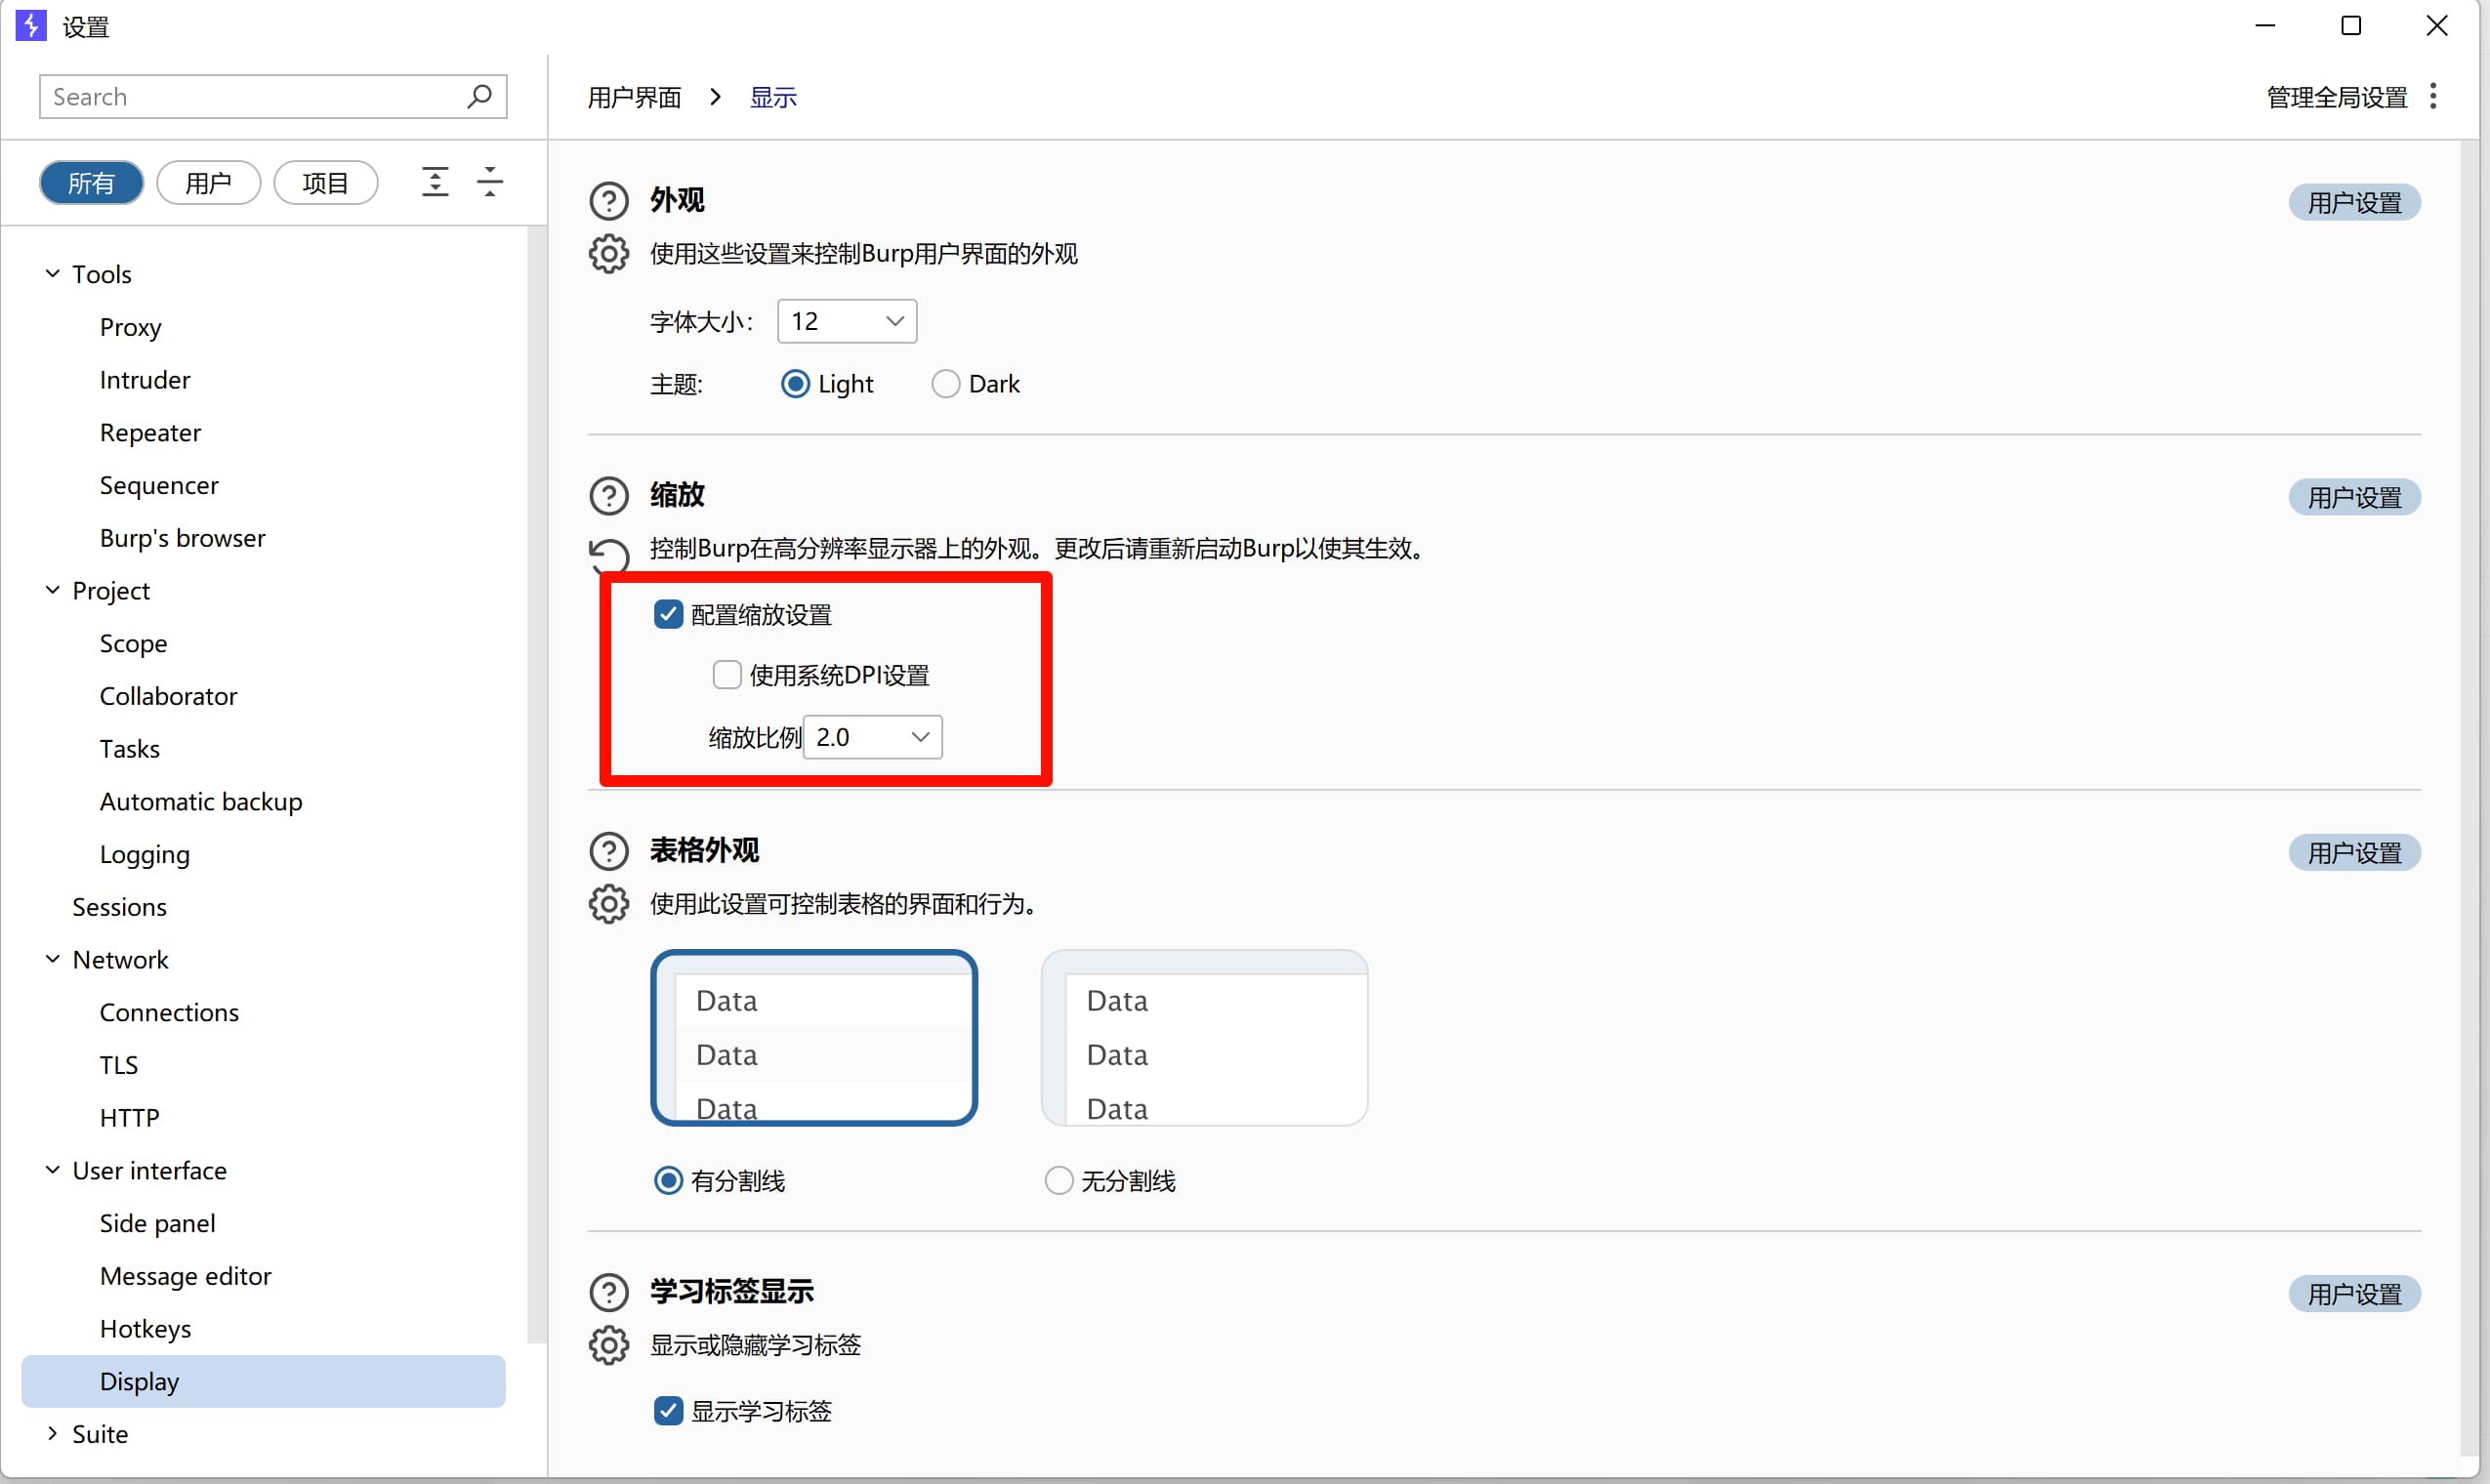 设置
Search
用户界面 > 显示
管理全局设置
所有 用户 项目
Tools
Proxy
Intruder
Repeater
Sequencer
Burp's browser
Project
Scope
Collaborator
Tasks
Automatic backup
Logging
Sessions
Network
Connections
TLS
HTTP
User interface
Side panel
Message editor
Hotkeys
Display
Suite
外观
用户设置
使用这些设置来控制Burp用户界面的外观
字体大小： 12
主题: Light Dark
缩放
用户设置
控制Burp在高分辨率显示器上的外观。更改后请重新启动Burp以使其生效。
配置缩放设置
使用系统DPI设置
缩放比例 2.0
表格外观
用户设置
使用此设置可控制表格的界面和行为。
Data Data
Data Data
Data Data
有分割线 无分割线
学习标签显示
用户设置
显示或隐藏学习标签
显示学习标签